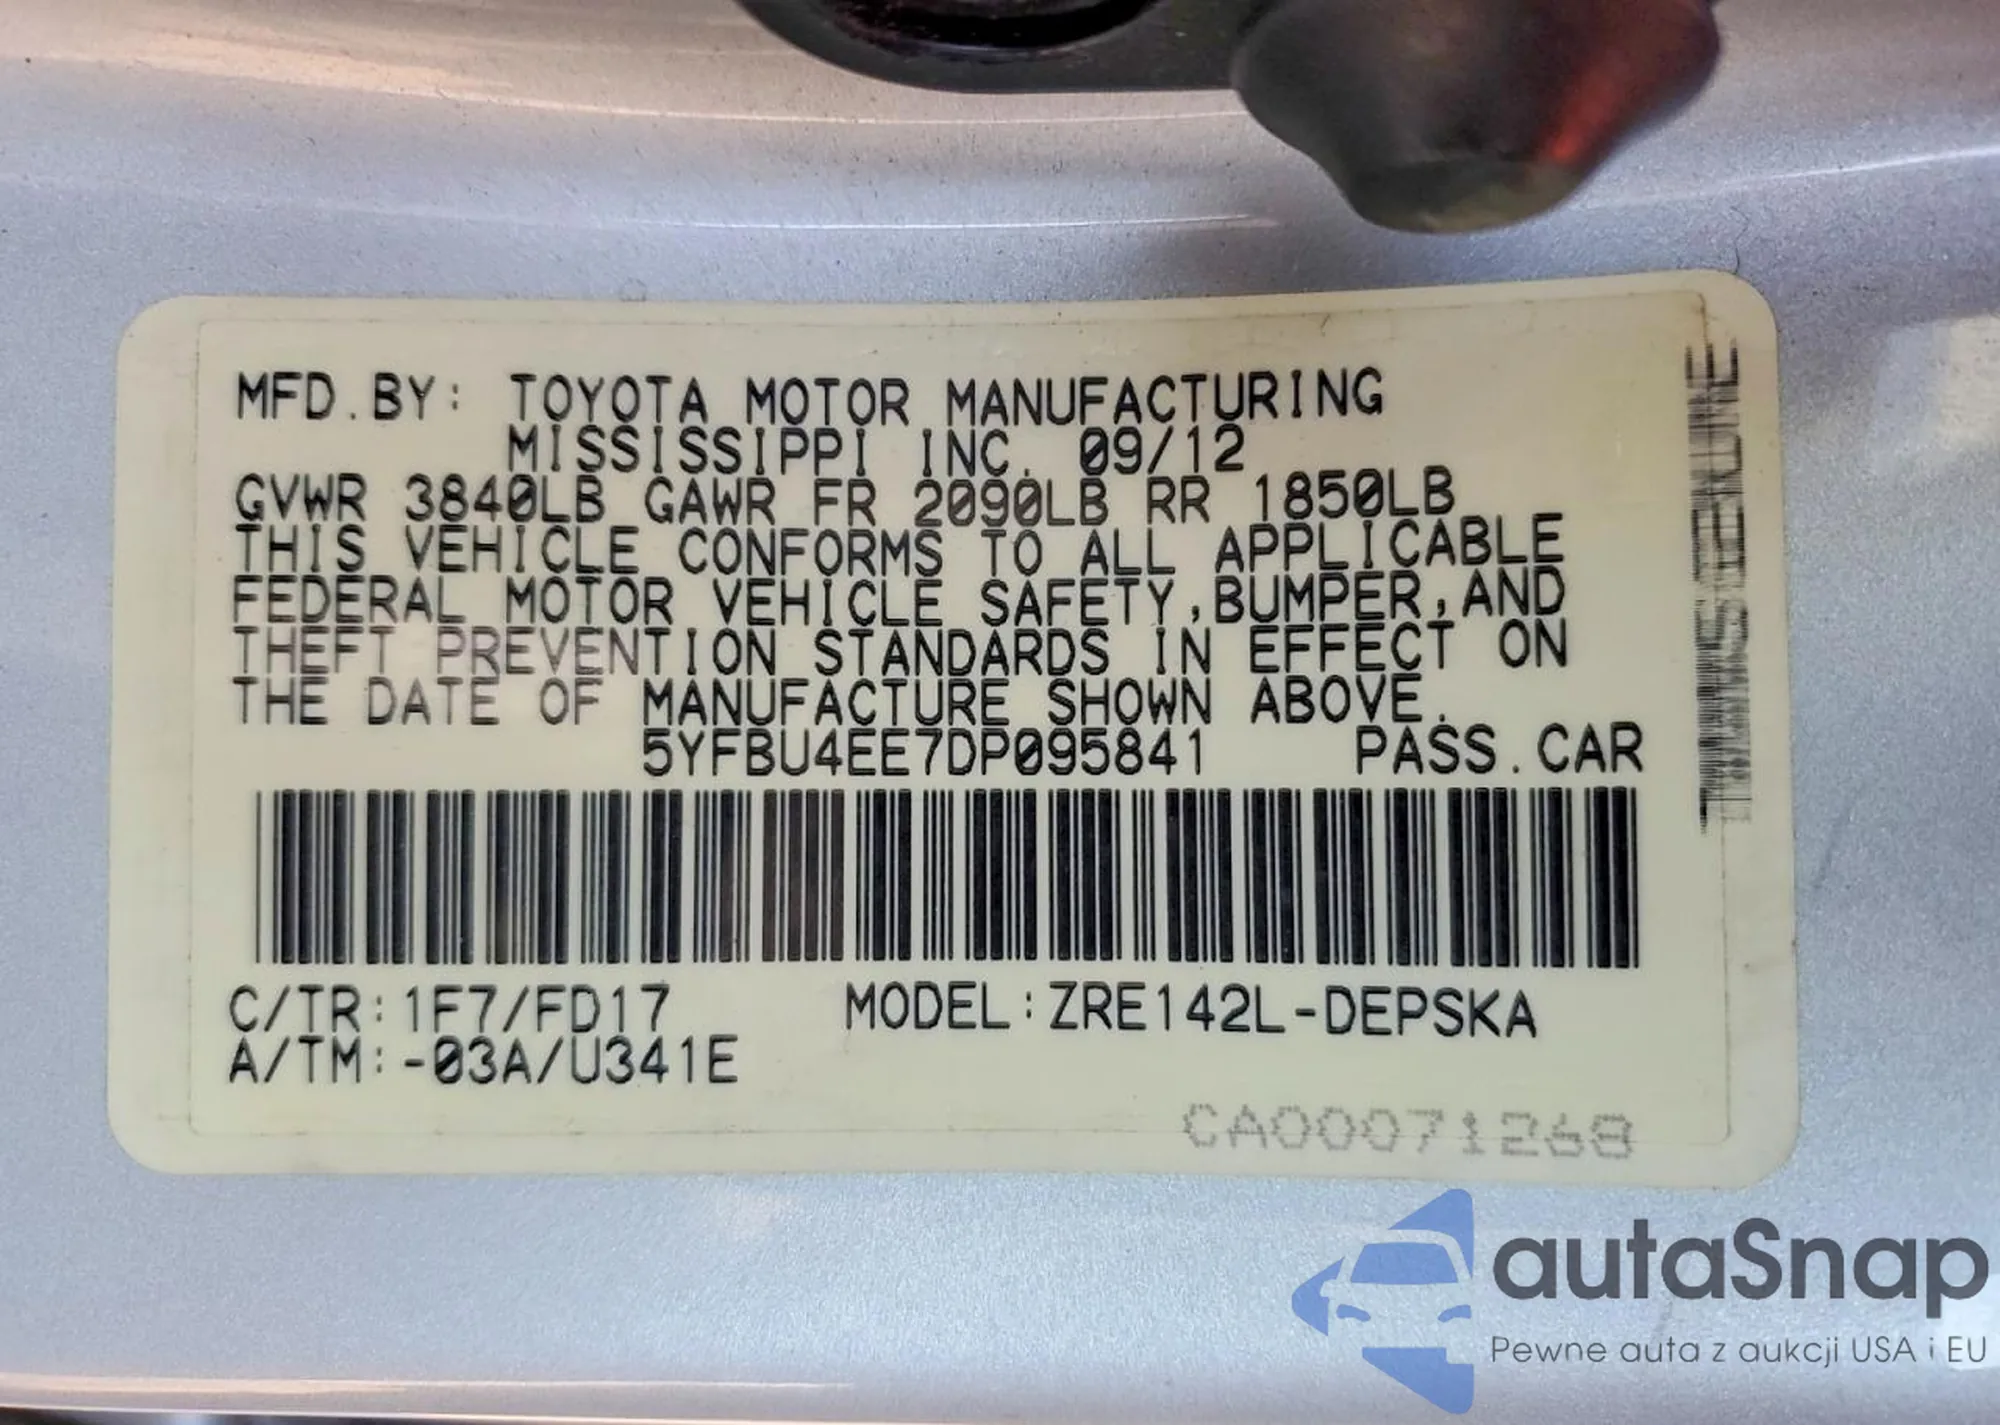 MFD.BY: TOYOTA MOTOR MANUFACTURING
MISSISSIPPI INC. 09/12
GVWR 3840LB GAWR FR 2090LB RR 1850LB
THIS VEHICLE CONFORMS TO ALL APPLICABLE
FEDERAL MOTOR VEHICLE SAFETY,BUMPER,AND
THEFT PREVENTION STANDARDS IN EFFECT ON
THE DATE OF MANUFACTURE SHOWN ABOVE.
5YFBU4EE7DP095841 PASS.CAR
C/TR:1F7/FD17 MODEL:ZRE142L-DEPSKA
A/TM:-03A/U341E
CA00071268
autaSnap
Pewne auta z aukcji USA i EU